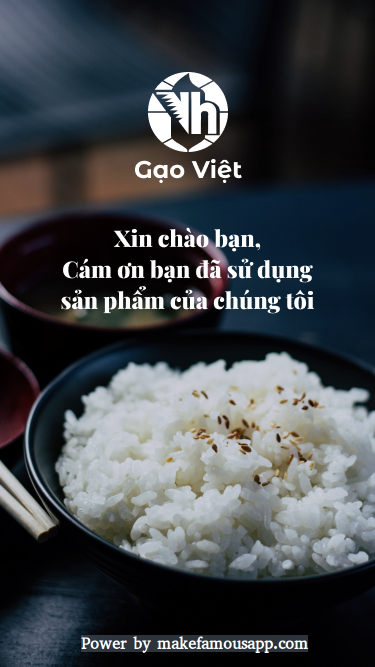 Gạo Việt
Xin chào bạn,
Cám ơn bạn đã sử dụng
sản phẩm của chúng tôi
Power by makefamousapp.com